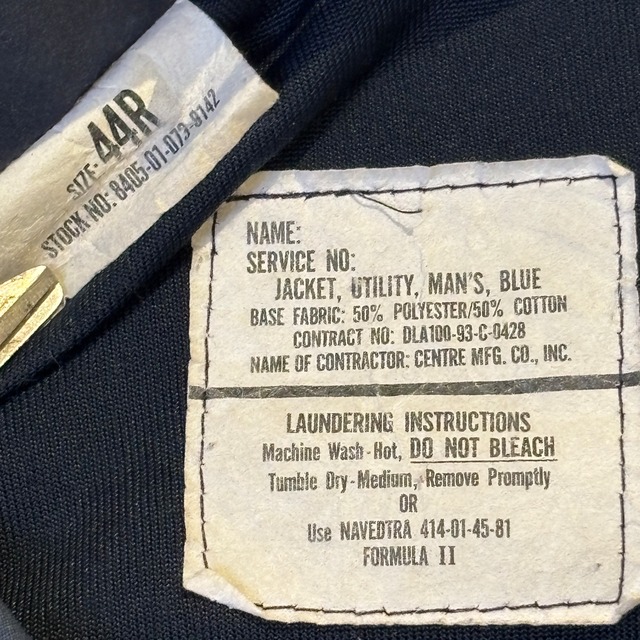 SIZE- 44R
STOCK NO: 8405-01-073-8142
NAME:
SERVICE NO:
JACKET, UTILITY, MAN'S, BLUE
BASE FABRIC: 50% POLYESTER/50% COTTON
CONTRACT NO: DLA100-93-C-0428
NAME OF CONTRACTOR: CENTRE MFG. CO., INC.
LAUNDERING INSTRUCTIONS
Machine Wash-Hot, DO NOT BLEACH
Tumble Dry-Medium, Remove Promptly
OR
Use NAVEDTRA 414-01-45-81
FORMULA II